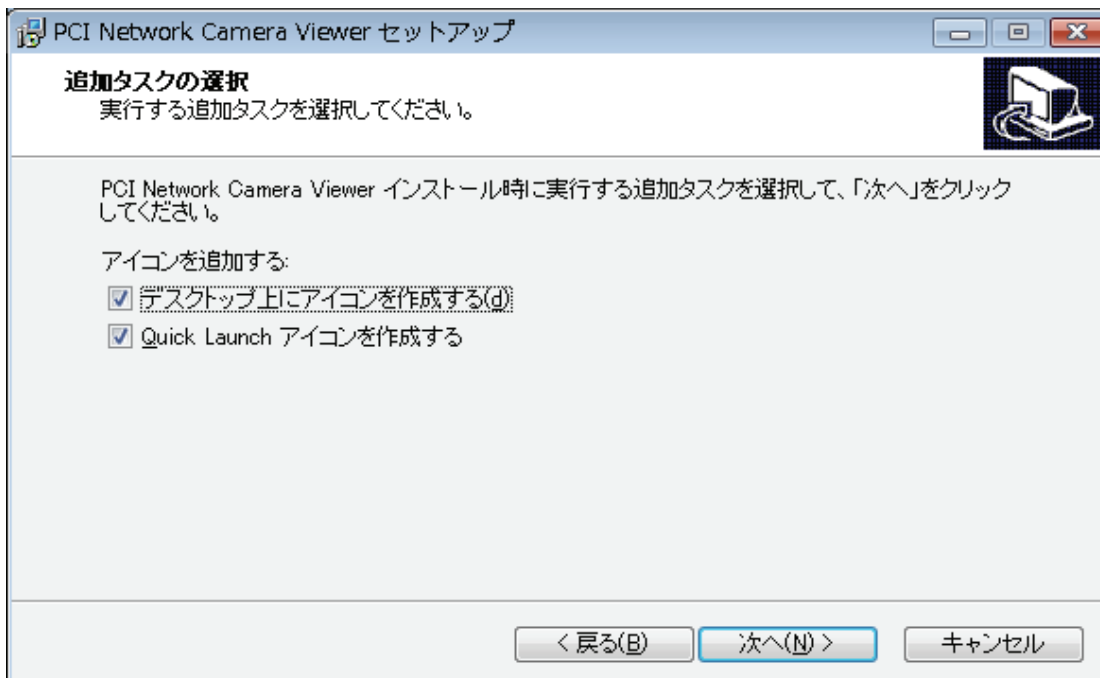 PCI Network Camera Viewer セットアップ
追加タスクの選択
実行する追加タスクを選択してください。
PCI Network Camera Viewer インストール時に実行する追加タスクを選択して、「次へ」をクリック
してください。
アイコンを追加する:
デスクトップ上にアイコンを作成する(d)
Quick Launch アイコンを作成する
< 戻る(B)
次へ(N) >
キャンセル